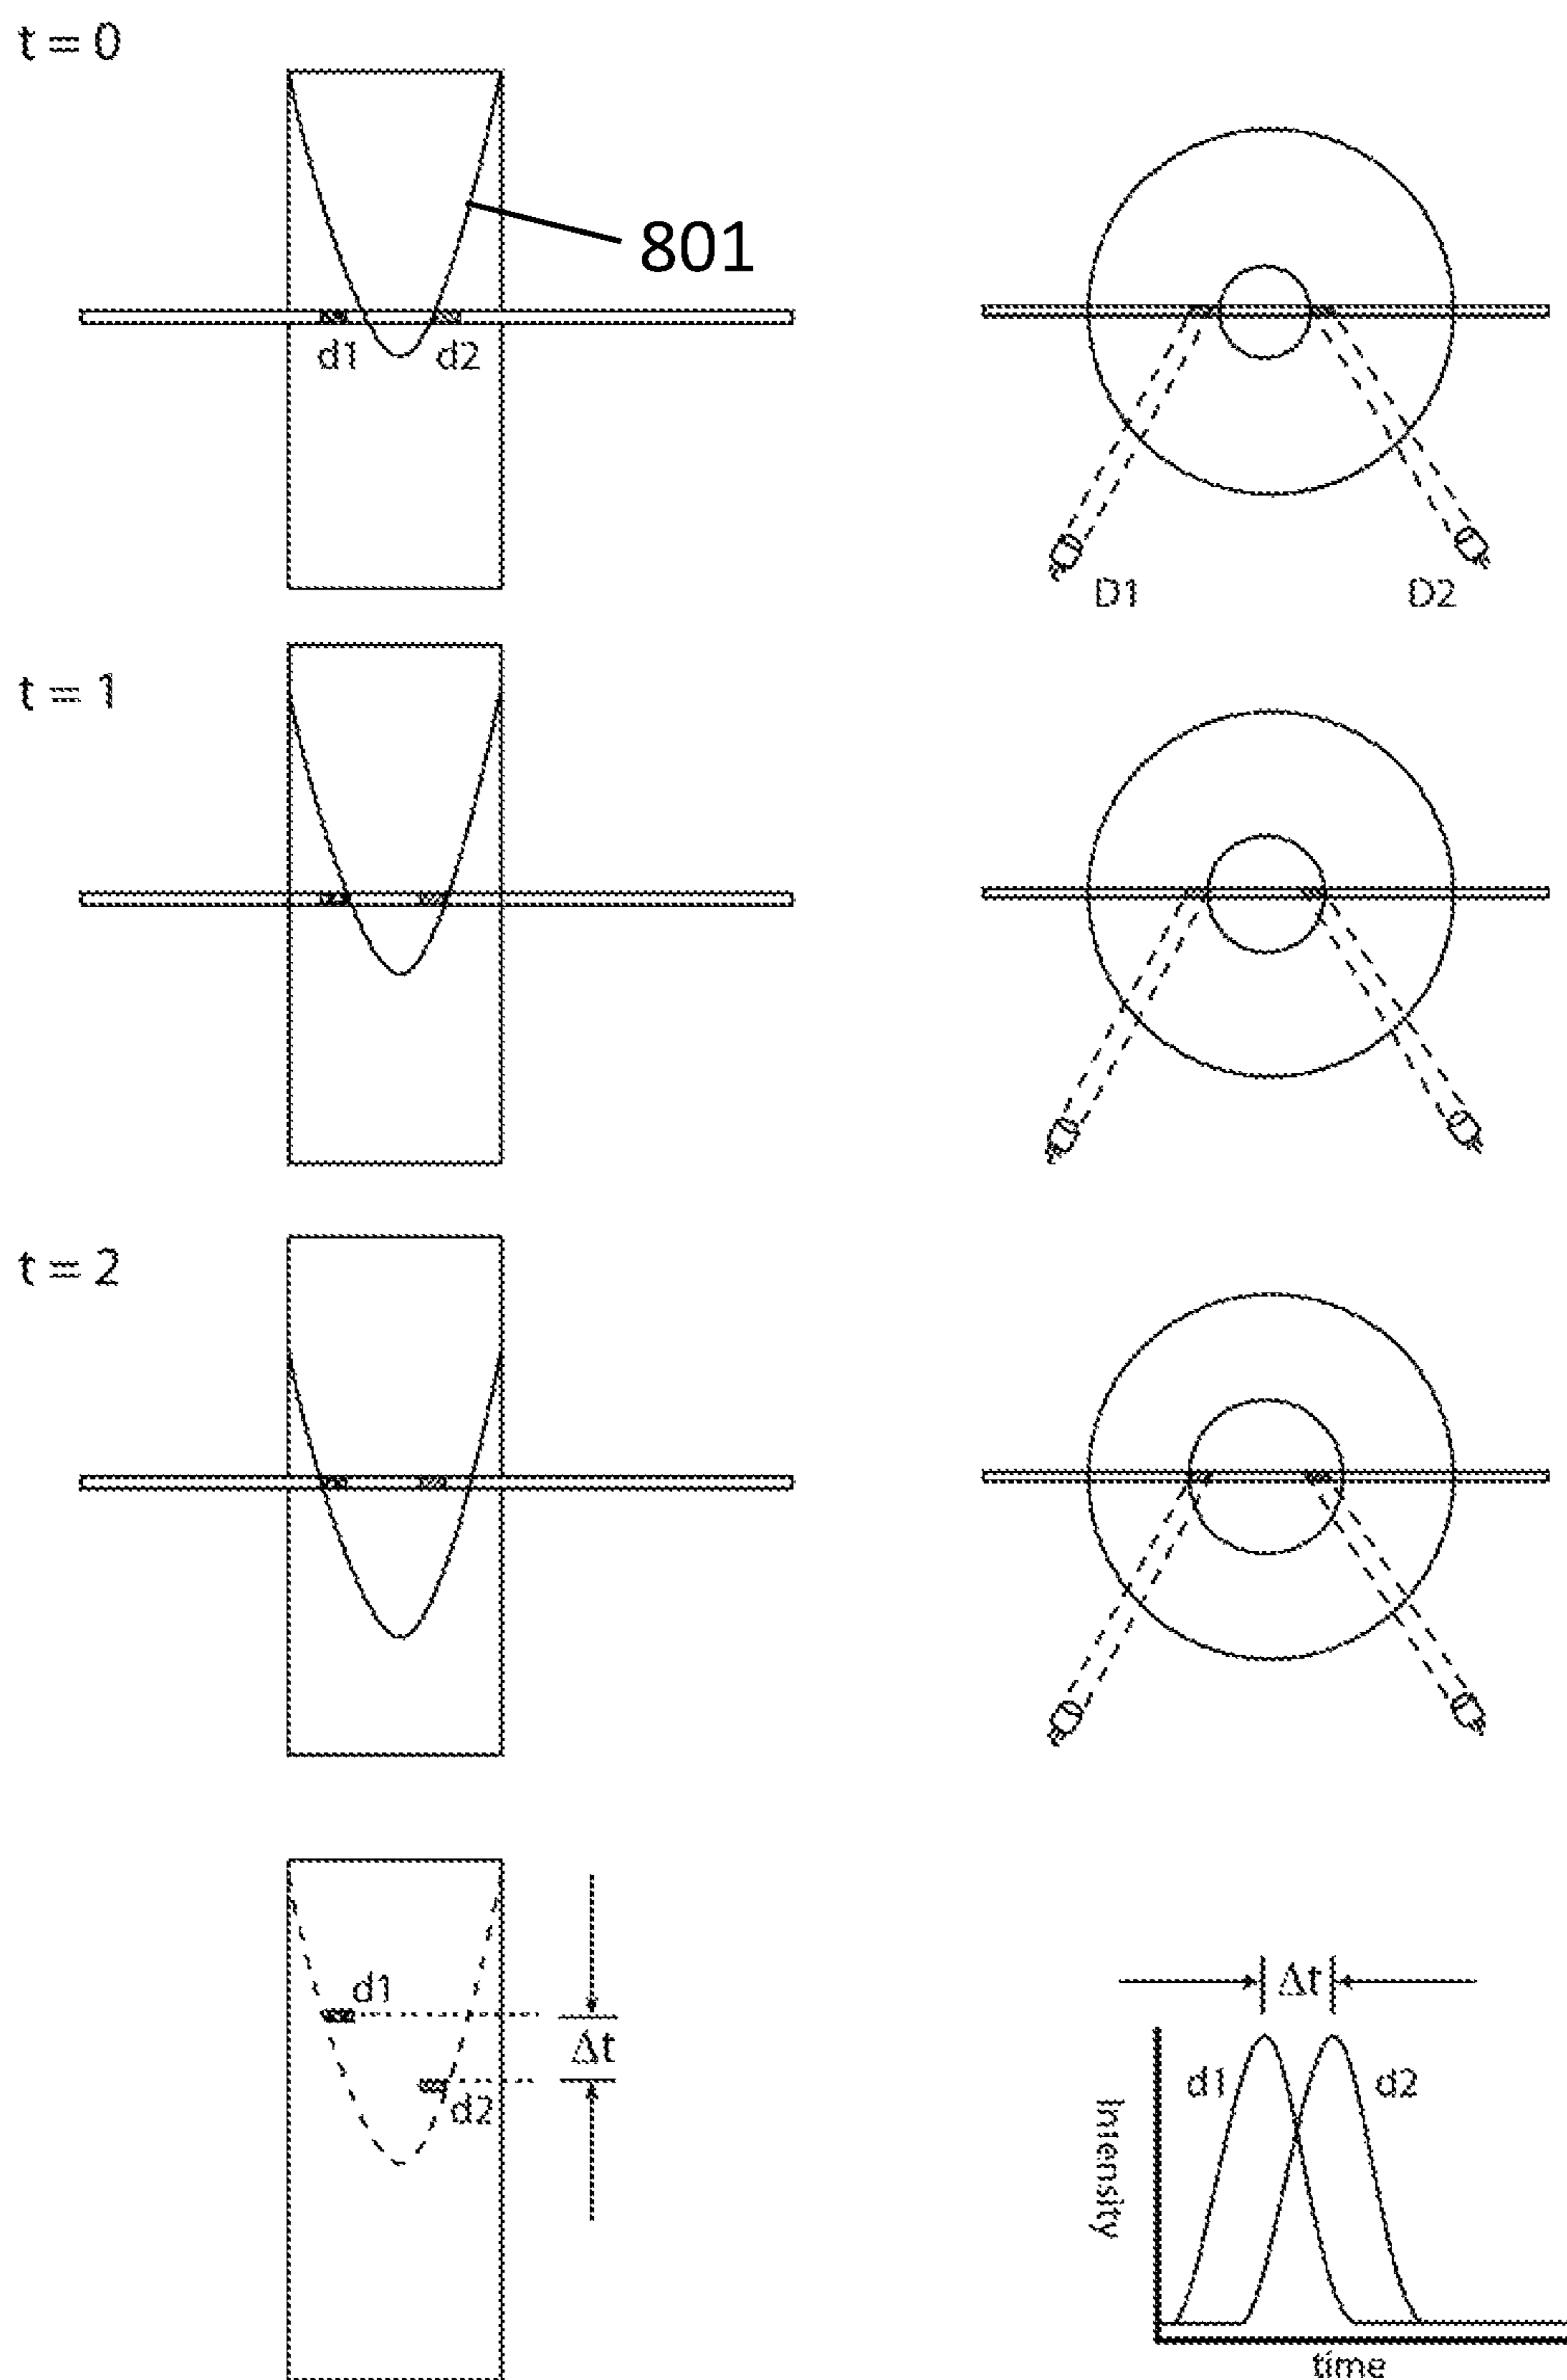 t = 0
801
d1
d2
D1
D2
t = 1
t = 2
d1
Δt
d2
Δt
d1
d2
Intensity
time